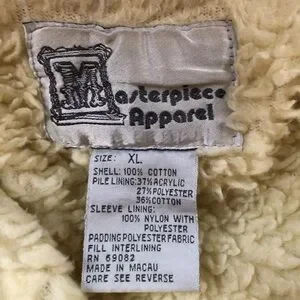 Masterpiece
Apparel
SIZE: XL
SHELL: 100% COTTON
PILE LINING: 37% ACRYLIC
27% POLYESTER
36% COTTON
SLEEVE LINING:
100% NYLON WITH
POLYESTER
PADDING POLYESTER FABRIC
FILL INTERLINING
RN 69082
MADE IN MACAU
CARE SEE REVERSE